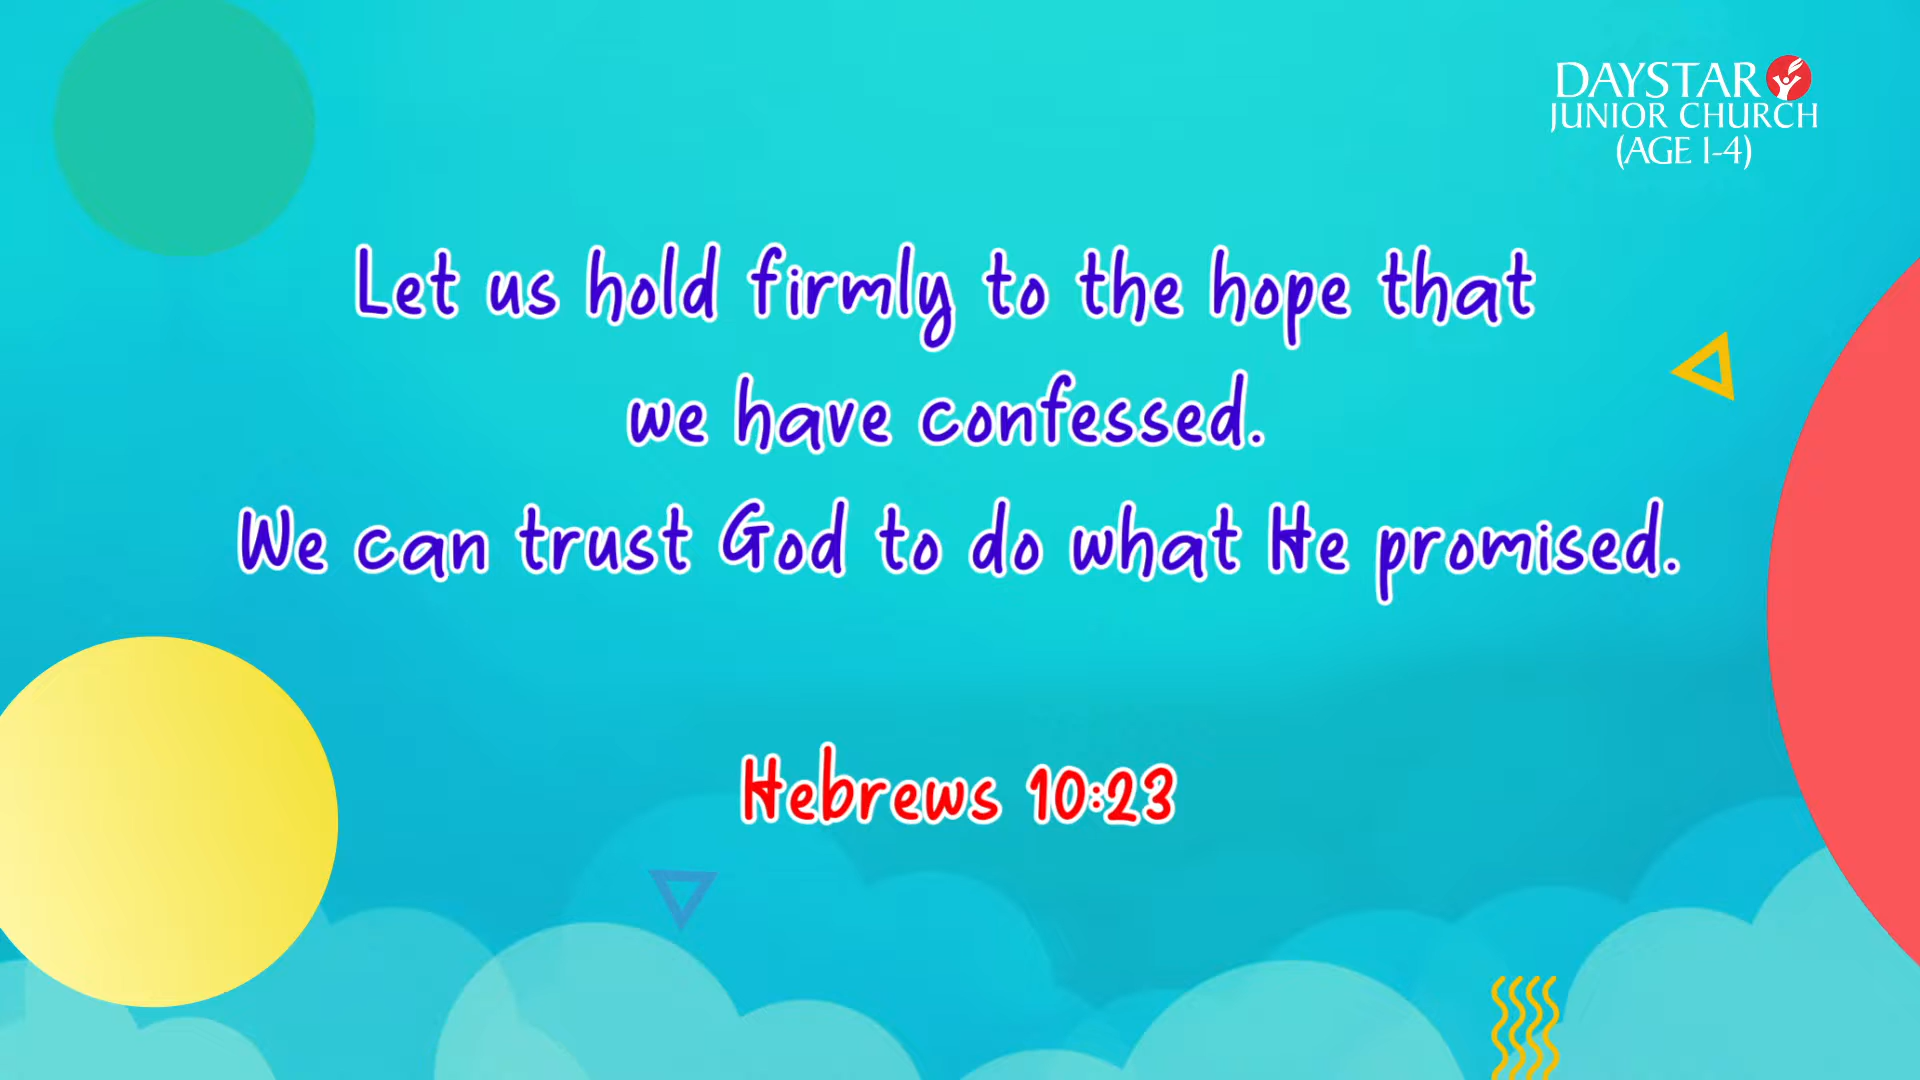 DAYSTAR
JUNIOR CHURCH
(AGE 1-4)
Let us hold firmly to the hope that
we have confessed.
We can trust God to do what He promised.
Hebrews 10:23